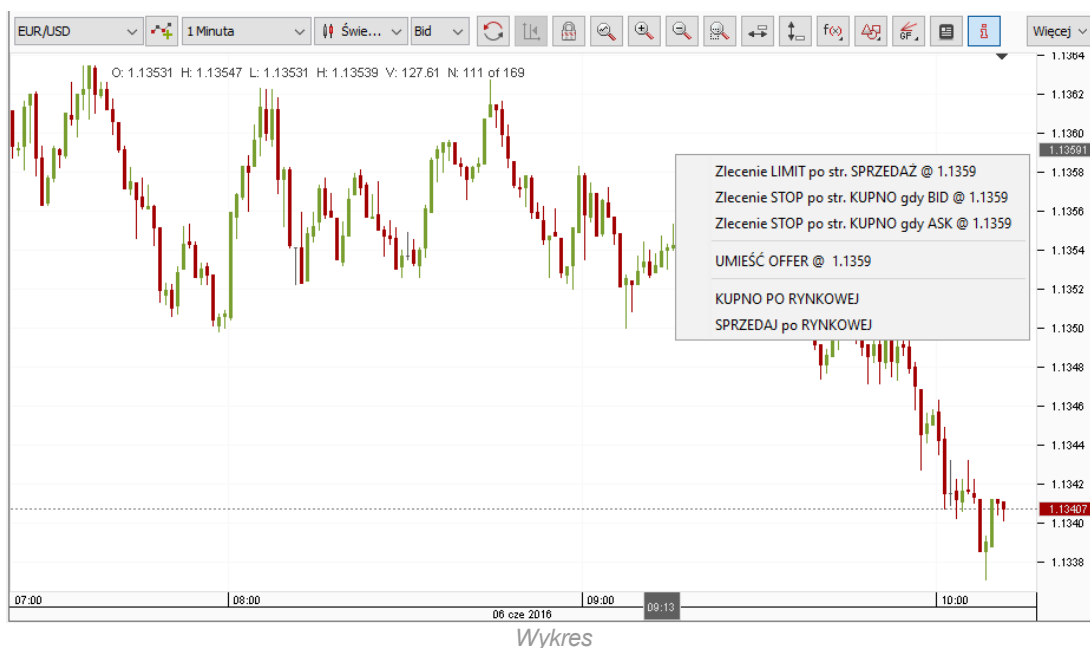 EUR/USD 1 Minuta Świe... Bid f(x) GF Więcej
O: 1.13531 H: 1.13547 L: 1.13531 H: 1.13539 V: 127.61 N: 111 of 169
1.1364
1.1362
1.1360
1.13591
1.1358
1.1356
1.1354
1.1352
1.1350
1.1348
1.1346
1.1344
1.1342
1.13407
1.1340
1.1338
Zlecenie LIMIT po str. SPRZEDAŻ @ 1.1359
Zlecenie STOP po str. KUPNO gdy BID @ 1.1359
Zlecenie STOP po str. KUPNO gdy ASK @ 1.1359
UMIEŚĆ OFFER @ 1.1359
KUPNO PO RYNKOWEJ
SPRZEDAJ po RYNKOWEJ
07:00 08:00 09:00 10:00
06 cze 2016 09:13
Wykres